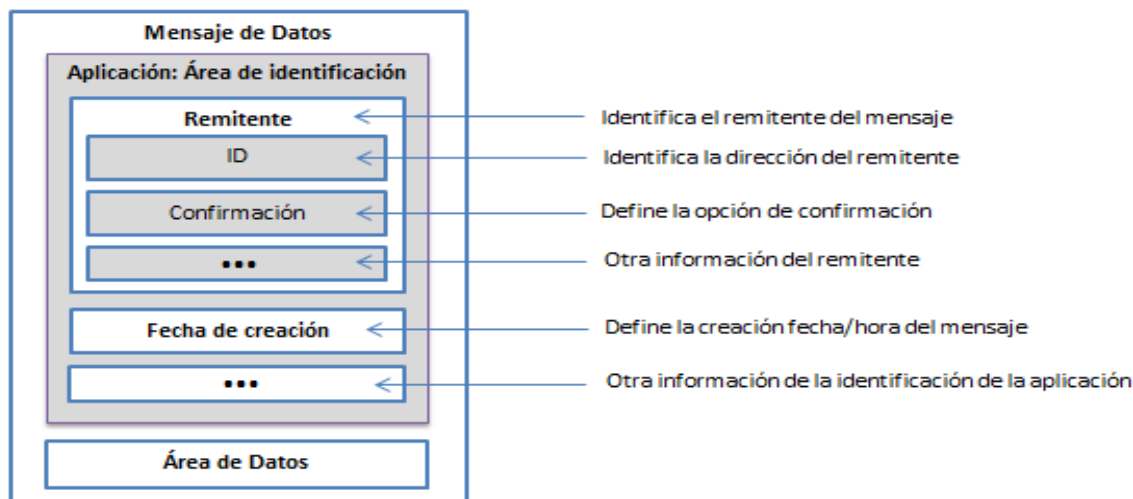 Mensaje de Datos
Aplicación: Área de identificación
Remitente
Identifica el remitente del mensaje
ID
Identifica la dirección del remitente
Confirmación
Define la opción de confirmación
•••
Otra información del remitente
Fecha de creación
Define la creación fecha/hora del mensaje
•••
Otra información de la identificación de la aplicación
Área de Datos